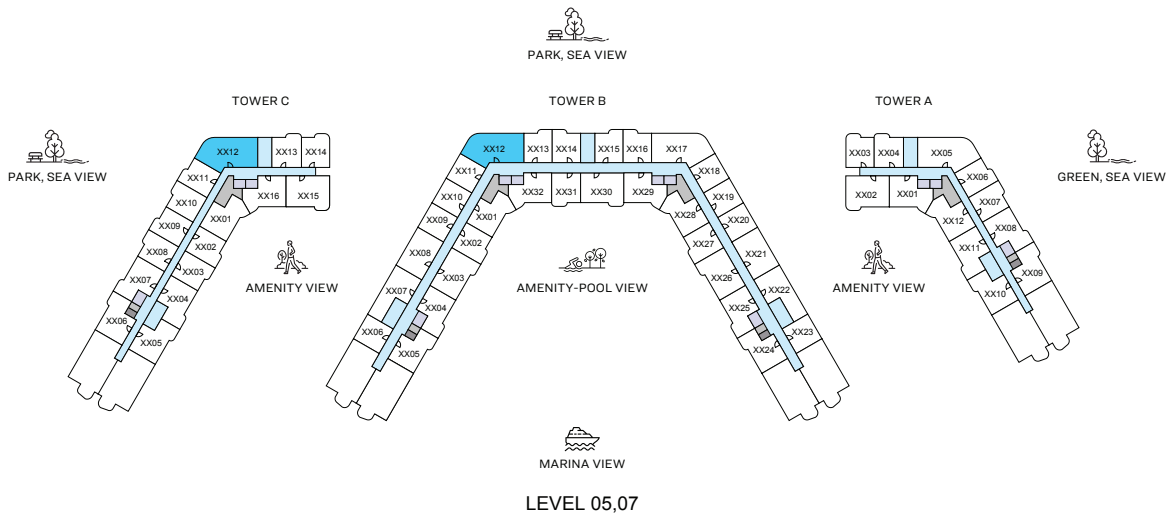 PARK, SEA VIEW
TOWER C
TOWER B
TOWER A
PARK, SEA VIEW
GREEN, SEA VIEW
XX12
XX13
XX14
XX11
XX10
XX09
XX08
XX07
XX06
XX05
XX04
XX03
XX02
XX01
XX16
XX15
XX12
XX13
XX14
XX15
XX16
XX17
XX11
XX10
XX09
XX08
XX07
XX06
XX05
XX04
XX03
XX02
XX01
XX32
XX31
XX30
XX29
XX28
XX27
XX26
XX25
XX24
XX18
XX19
XX20
XX21
XX22
XX23
XX03
XX04
XX05
XX02
XX01
XX06
XX07
XX08
XX09
XX12
XX11
XX10
AMENITY VIEW
AMENITY-POOL VIEW
AMENITY VIEW
MARINA VIEW
LEVEL 05,07